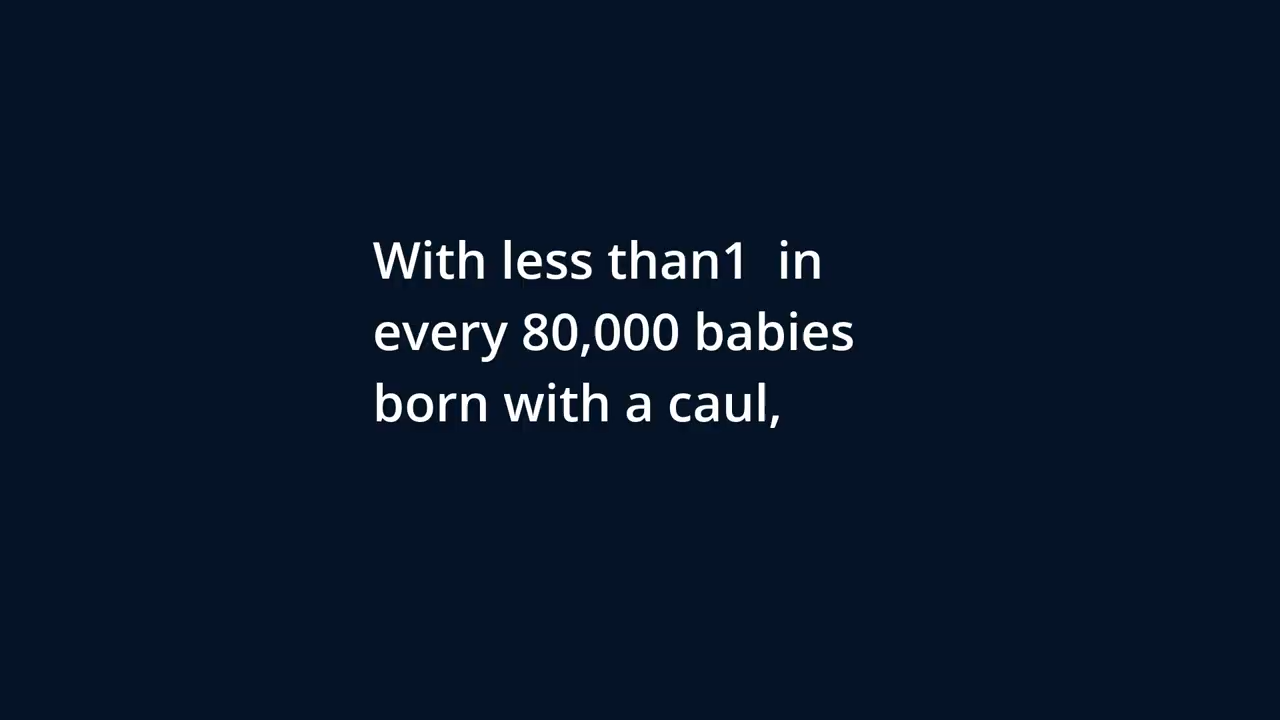 With less than1  in
every 80,000 babies
born with a caul,